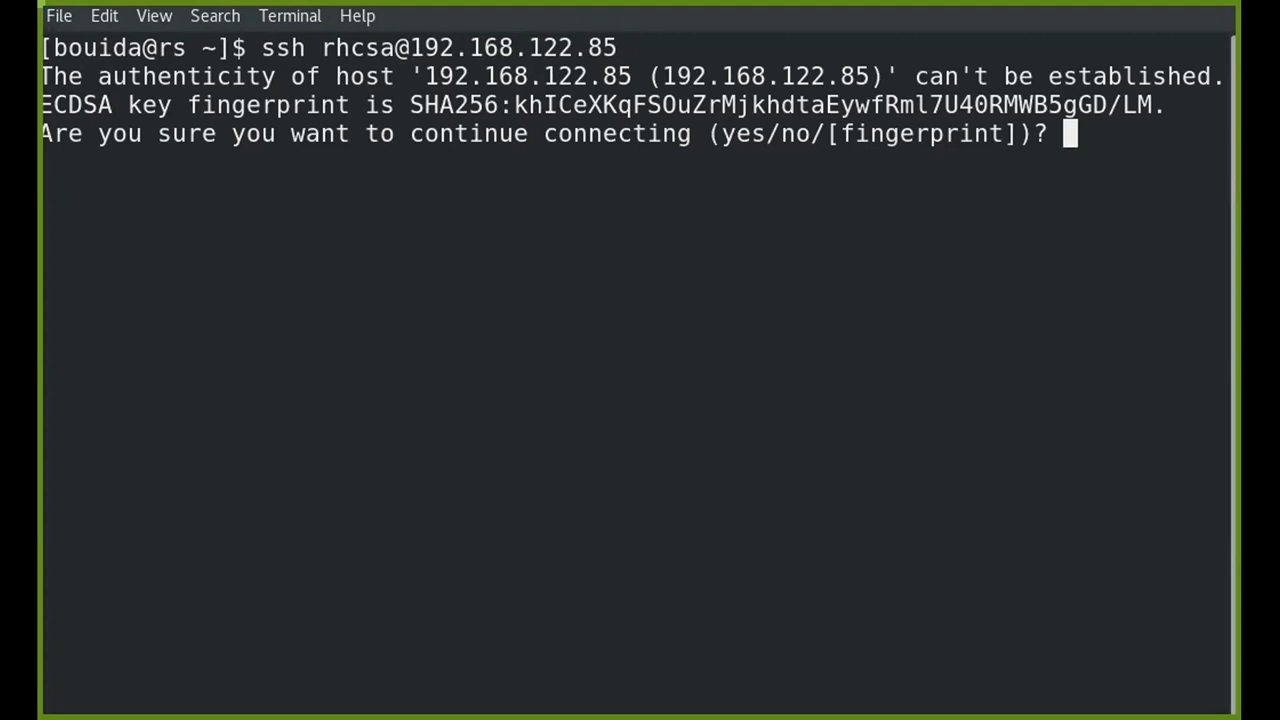 File Edit View Search Terminal Help
[bouida@rs ~]$ ssh rhcsa@192.168.122.85
The authenticity of host '192.168.122.85 (192.168.122.85)' can't be established.
ECDSA key fingerprint is SHA256:khICeXKqFSOuZrMjkhdtaEywfRml7U40RMWB5gGD/LM.
Are you sure you want to continue connecting (yes/no/[fingerprint])?